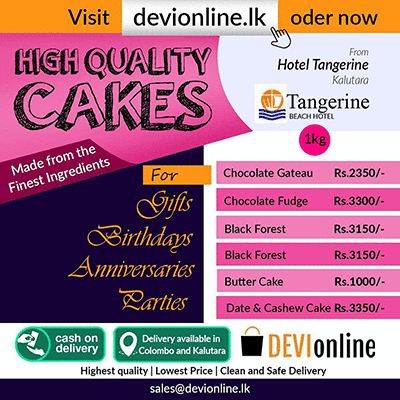 Visit devionline.lk oder now
HIGH QUALITY
CAKES
From
Hotel Tangerine
Kalutara
Tangerine
BEACH HOTEL
1kg
Made from the
Finest Ingredients
For
Gifts
Birthdays
Anniversaries
Parties
Chocolate Gateau Rs.2350/-
Chocolate Fudge Rs.3300/-
Black Forest Rs.3150/-
Black Forest Rs.3150/-
Butter Cake Rs.1000/-
Date & Cashew Cake Rs.3350/-
cash on
delivery
Delivery available in
Colombo and Kalutara
DEVIonline
Highest quality | Lowest Price | Clean and Safe Delivery
sales@devionline.lk